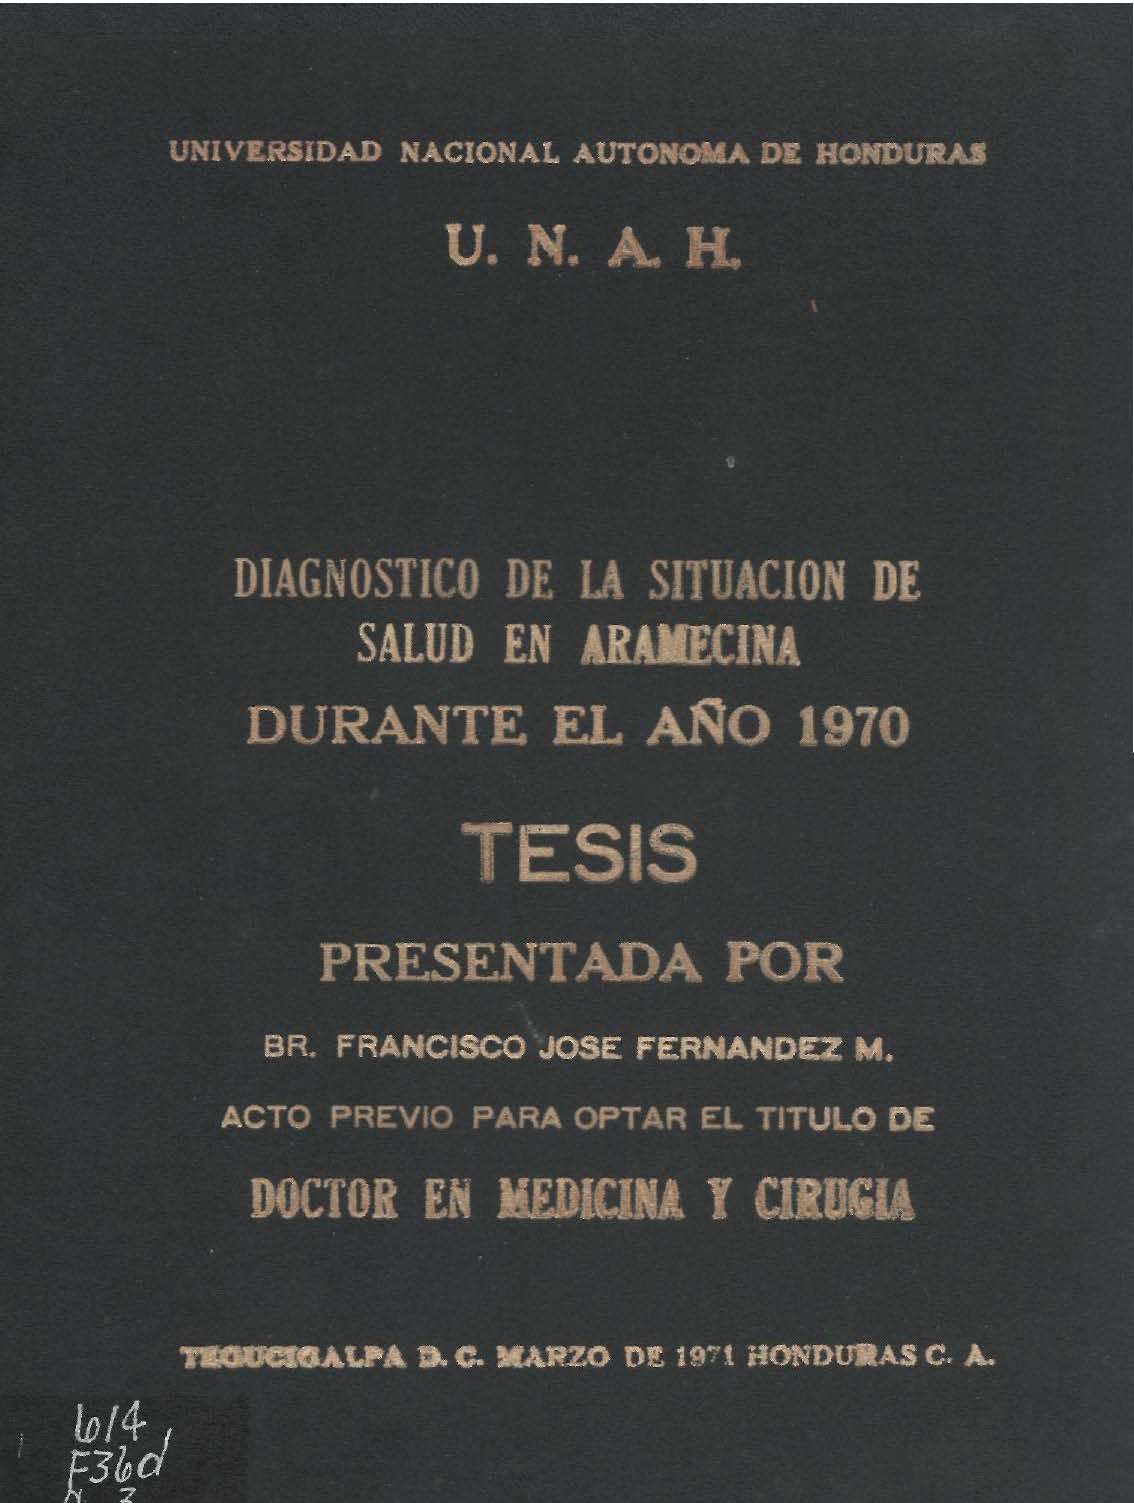 UNIVERSIDAD NACIONAL AUTONOMA DE HONDURAS
U. N. A. H.
DIAGNOSTICO DE LA SITUACION DE
SALUD EN ARAMECINA
DURANTE EL AÑO 1970
TESIS
PRESENTADA POR
BR. FRANCISCO JOSE FERNANDEZ M.
ACTO PREVIO PARA OPTAR EL TITULO DE
DOCTOR EN MEDICINA Y CIRUGIA
TEGUCIGALPA D. C. MARZO DE 1971 HONDURAS C. A.
614
F36d